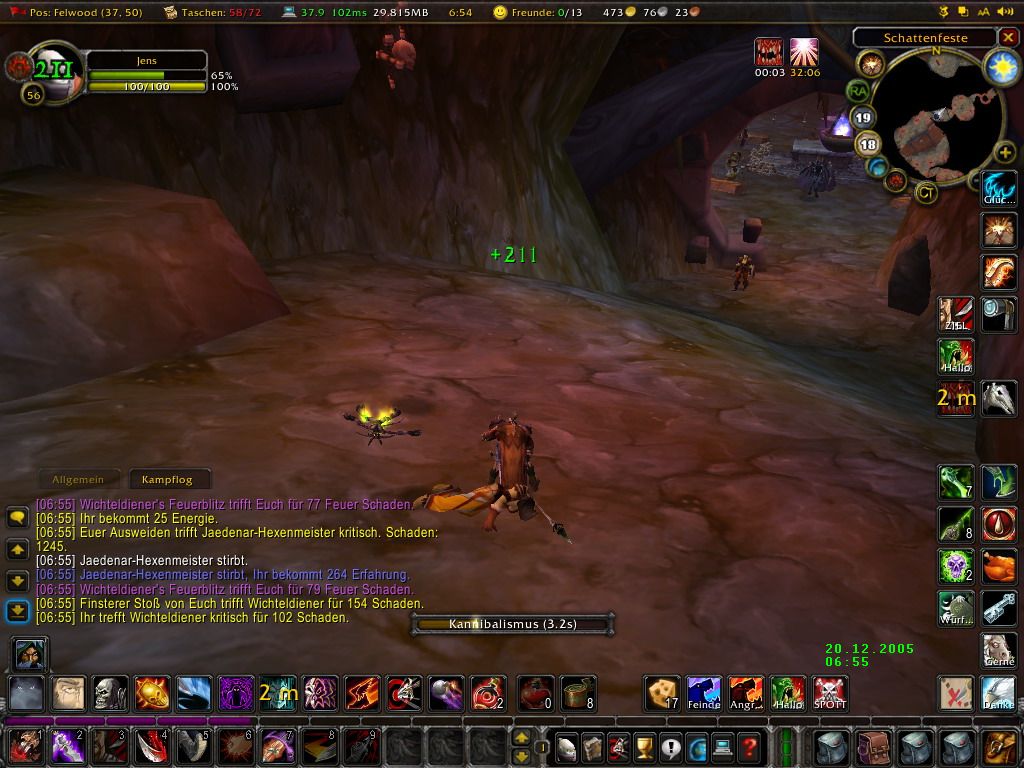 Pos: Felwood (37, 50) Taschen: 58/72 37.9 102ms 29.815MB 6:54 Freunde: 0/13 473 76 23
Schattenfeste
N
211
Jens
65%
100/100 100%
56
00:03 32:06
RA
19
18
CT
+211
Gluc...
ZIEL
Hallo
2 m
Allgemein Kampflog
[06:55] Wichteldiener's Feuerblitz trifft Euch für 77 Feuer Schaden.
[06:55] Ihr bekommt 25 Energie.
[06:55] Euer Ausweiden trifft Jaedenar-Hexenmeister kritisch. Schaden:
1245.
[06:55] Jaedenar-Hexenmeister stirbt.
[06:55] Jaedenar-Hexenmeister stirbt, Ihr bekommt 264 Erfahrung.
[06:55] Wichteldiener's Feuerblitz trifft Euch für 79 Feuer Schaden.
[06:55] Finsterer Stoß von Euch trifft Wichteldiener für 154 Schaden.
[06:55] Ihr trefft Wichteldiener kritisch für 102 Schaden.
Kannibalismus (3.2s)
7
8
2
Würf...
20.12.2005
06:55
Gerne
2 m 2 0 8 17 Feinde Angr... Hallo SPOTT Danke
1 2 3 4 5 6 7 8 9 1